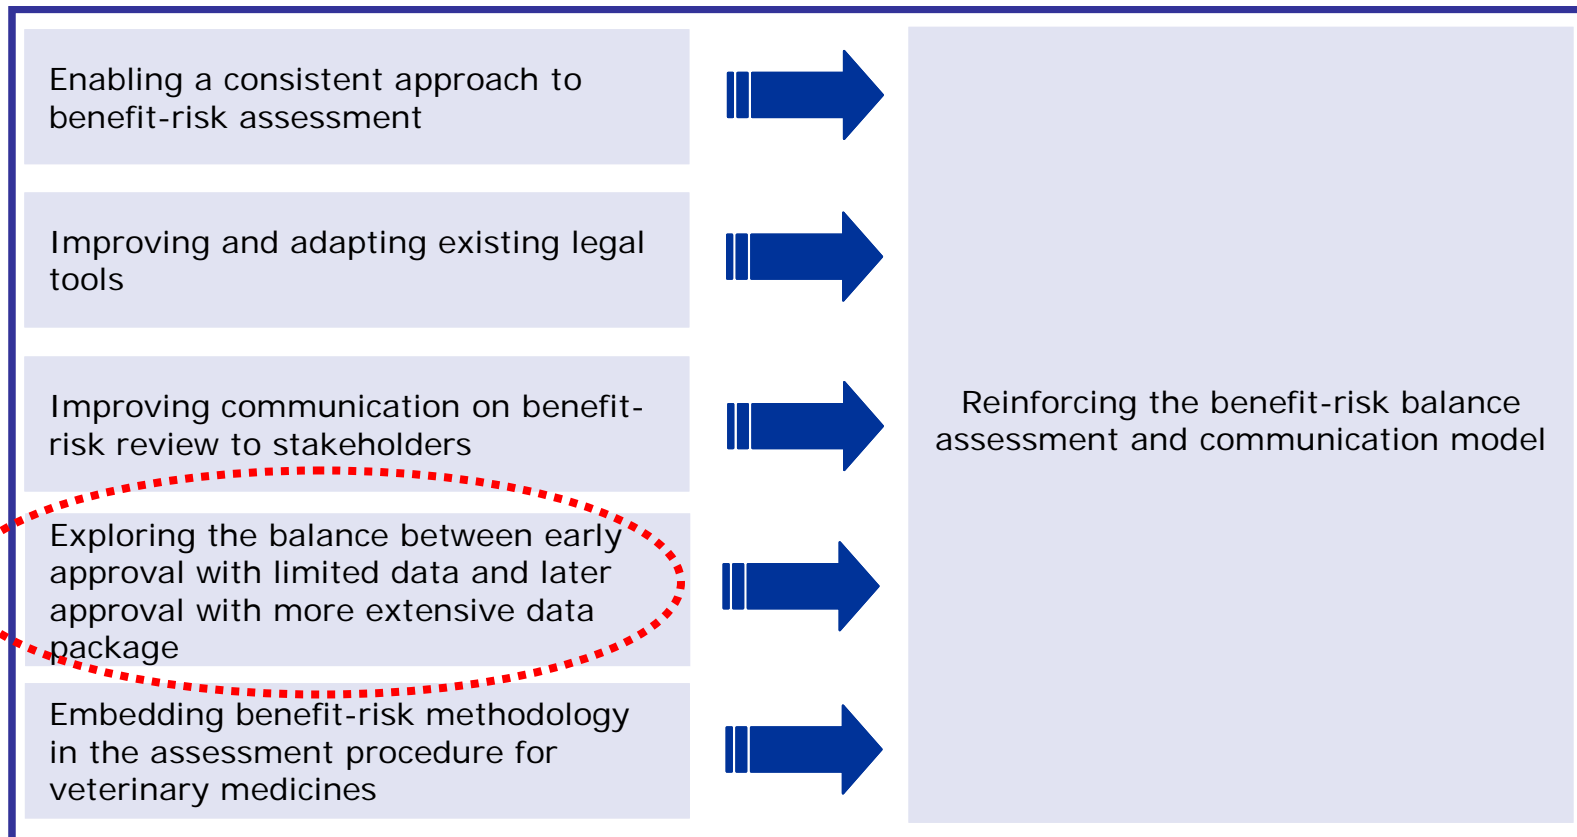 Enabling a consistent approach to
benefit-risk assessment
Improving and adapting existing legal
tools
Improving communication on benefit-
risk review to stakeholders
Exploring the balance between early
approval with limited data and later
approval with more extensive data
package
Embedding benefit-risk methodology
in the assessment procedure for
veterinary medicines
Reinforcing the benefit-risk balance
assessment and communication model